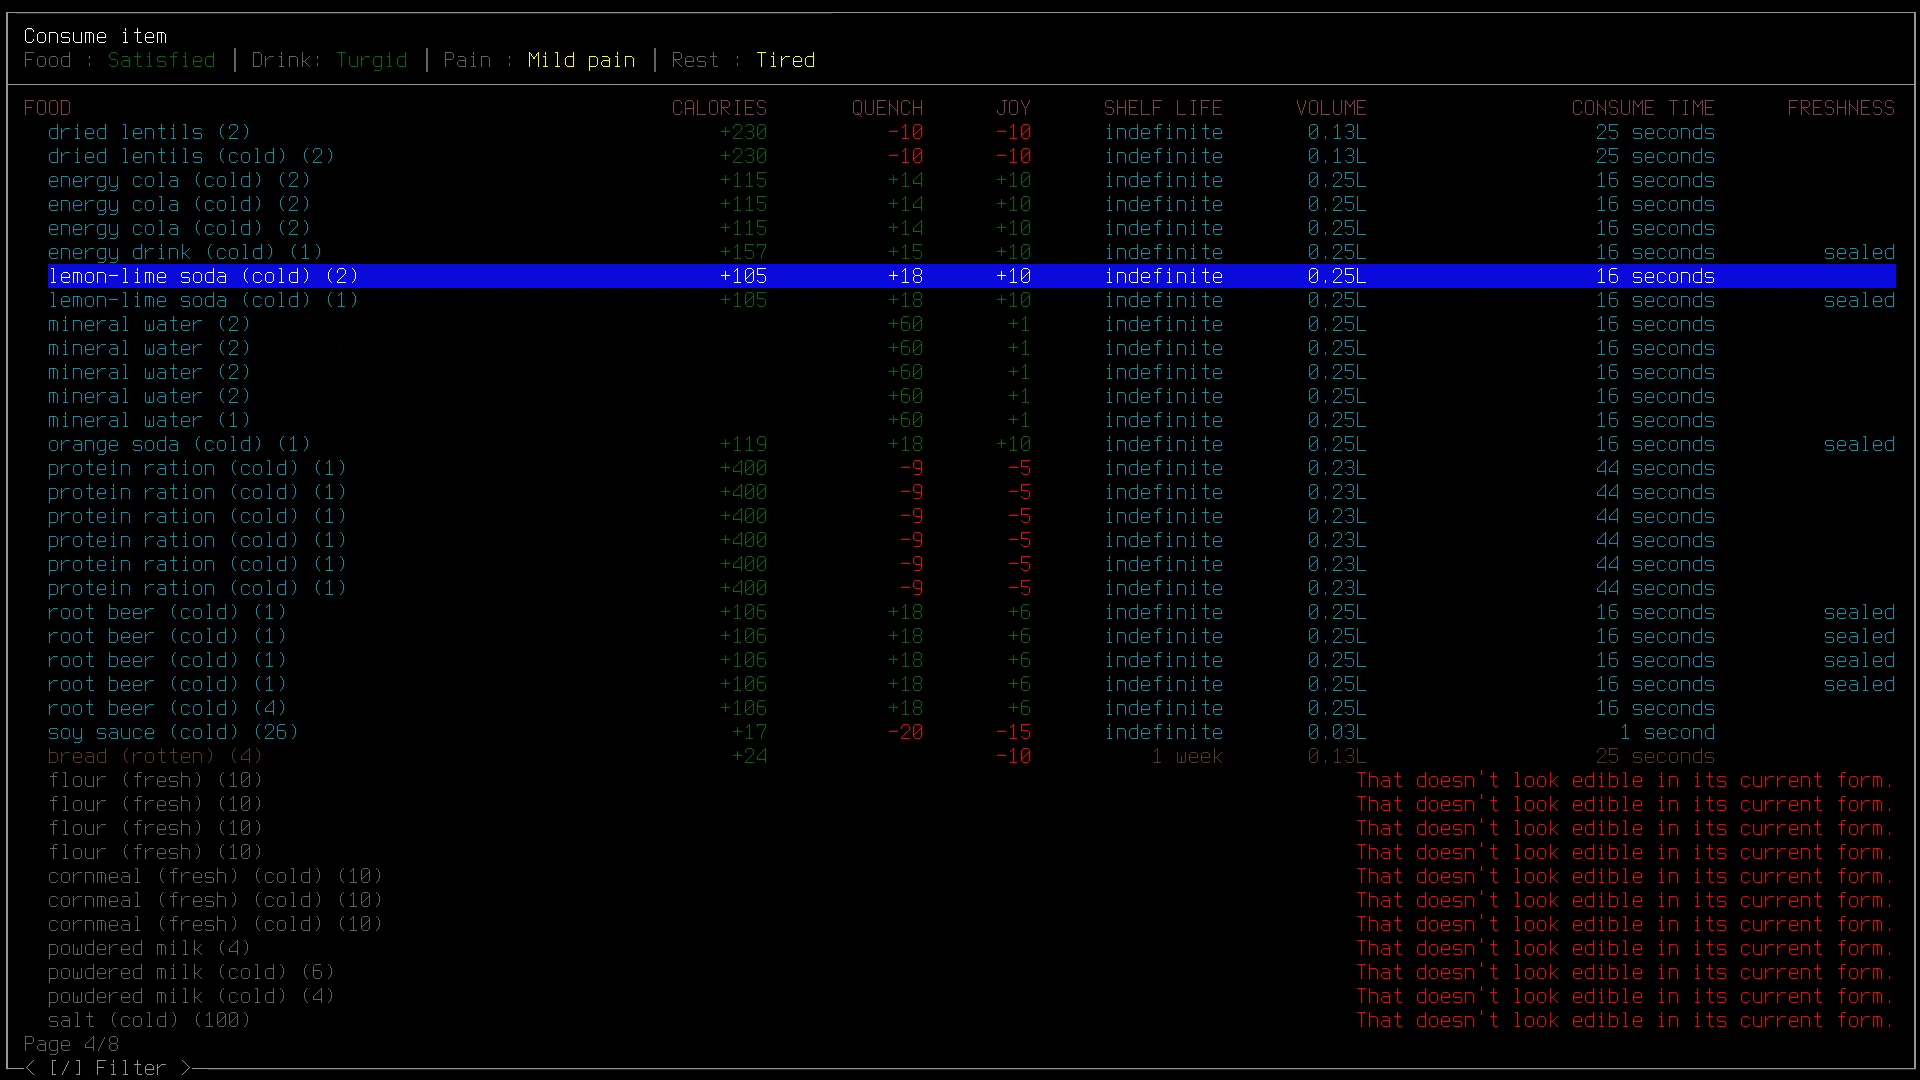 Consume item
Food : Satisfied | Drink: Turgid | Pain : Mild pain | Rest : Tired
FOOD CALORIES QUENCH JOY SHELF LIFE VOLUME CONSUME TIME FRESHNESS
dried lentils (2) +230 -10 -10 indefinite 0.13L 25 seconds
dried lentils (cold) (2) +230 -10 -10 indefinite 0.13L 25 seconds
energy cola (cold) (2) +115 +14 +10 indefinite 0.25L 16 seconds
energy cola (cold) (2) +115 +14 +10 indefinite 0.25L 16 seconds
energy cola (cold) (2) +115 +14 +10 indefinite 0.25L 16 seconds
energy drink (cold) (1) +157 +15 +10 indefinite 0.25L 16 seconds sealed
lemon-lime soda (cold) (2) +105 +18 +10 indefinite 0.25L 16 seconds
lemon-lime soda (cold) (1) +105 +18 +10 indefinite 0.25L 16 seconds sealed
mineral water (2) +60 +1 indefinite 0.25L 16 seconds
mineral water (2) +60 +1 indefinite 0.25L 16 seconds
mineral water (2) +60 +1 indefinite 0.25L 16 seconds
mineral water (2) +60 +1 indefinite 0.25L 16 seconds
mineral water (1) +60 +1 indefinite 0.25L 16 seconds
orange soda (cold) (1) +119 +18 +10 indefinite 0.25L 16 seconds sealed
protein ration (cold) (1) +400 -9 -5 indefinite 0.23L 44 seconds
protein ration (cold) (1) +400 -9 -5 indefinite 0.23L 44 seconds
protein ration (cold) (1) +400 -9 -5 indefinite 0.23L 44 seconds
protein ration (cold) (1) +400 -9 -5 indefinite 0.23L 44 seconds
protein ration (cold) (1) +400 -9 -5 indefinite 0.23L 44 seconds
protein ration (cold) (1) +400 -9 -5 indefinite 0.23L 44 seconds
root beer (cold) (1) +106 +18 +6 indefinite 0.25L 16 seconds sealed
root beer (cold) (1) +106 +18 +6 indefinite 0.25L 16 seconds sealed
root beer (cold) (1) +106 +18 +6 indefinite 0.25L 16 seconds sealed
root beer (cold) (1) +106 +18 +6 indefinite 0.25L 16 seconds sealed
root beer (cold) (4) +106 +18 +6 indefinite 0.25L 16 seconds
soy sauce (cold) (26) +17 -20 -15 indefinite 0.03L 1 second
bread (rotten) (4) +24 -10 1 week 0.13L 25 seconds
flour (fresh) (10) That doesn't look edible in its current form.
flour (fresh) (10) That doesn't look edible in its current form.
flour (fresh) (10) That doesn't look edible in its current form.
flour (fresh) (10) That doesn't look edible in its current form.
cornmeal (fresh) (cold) (10) That doesn't look edible in its current form.
cornmeal (fresh) (cold) (10) That doesn't look edible in its current form.
cornmeal (fresh) (cold) (10) That doesn't look edible in its current form.
powdered milk (4) That doesn't look edible in its current form.
powdered milk (cold) (6) That doesn't look edible in its current form.
powdered milk (cold) (4) That doesn't look edible in its current form.
salt (cold) (100) That doesn't look edible in its current form.
Page 4/8
< [/] Filter >